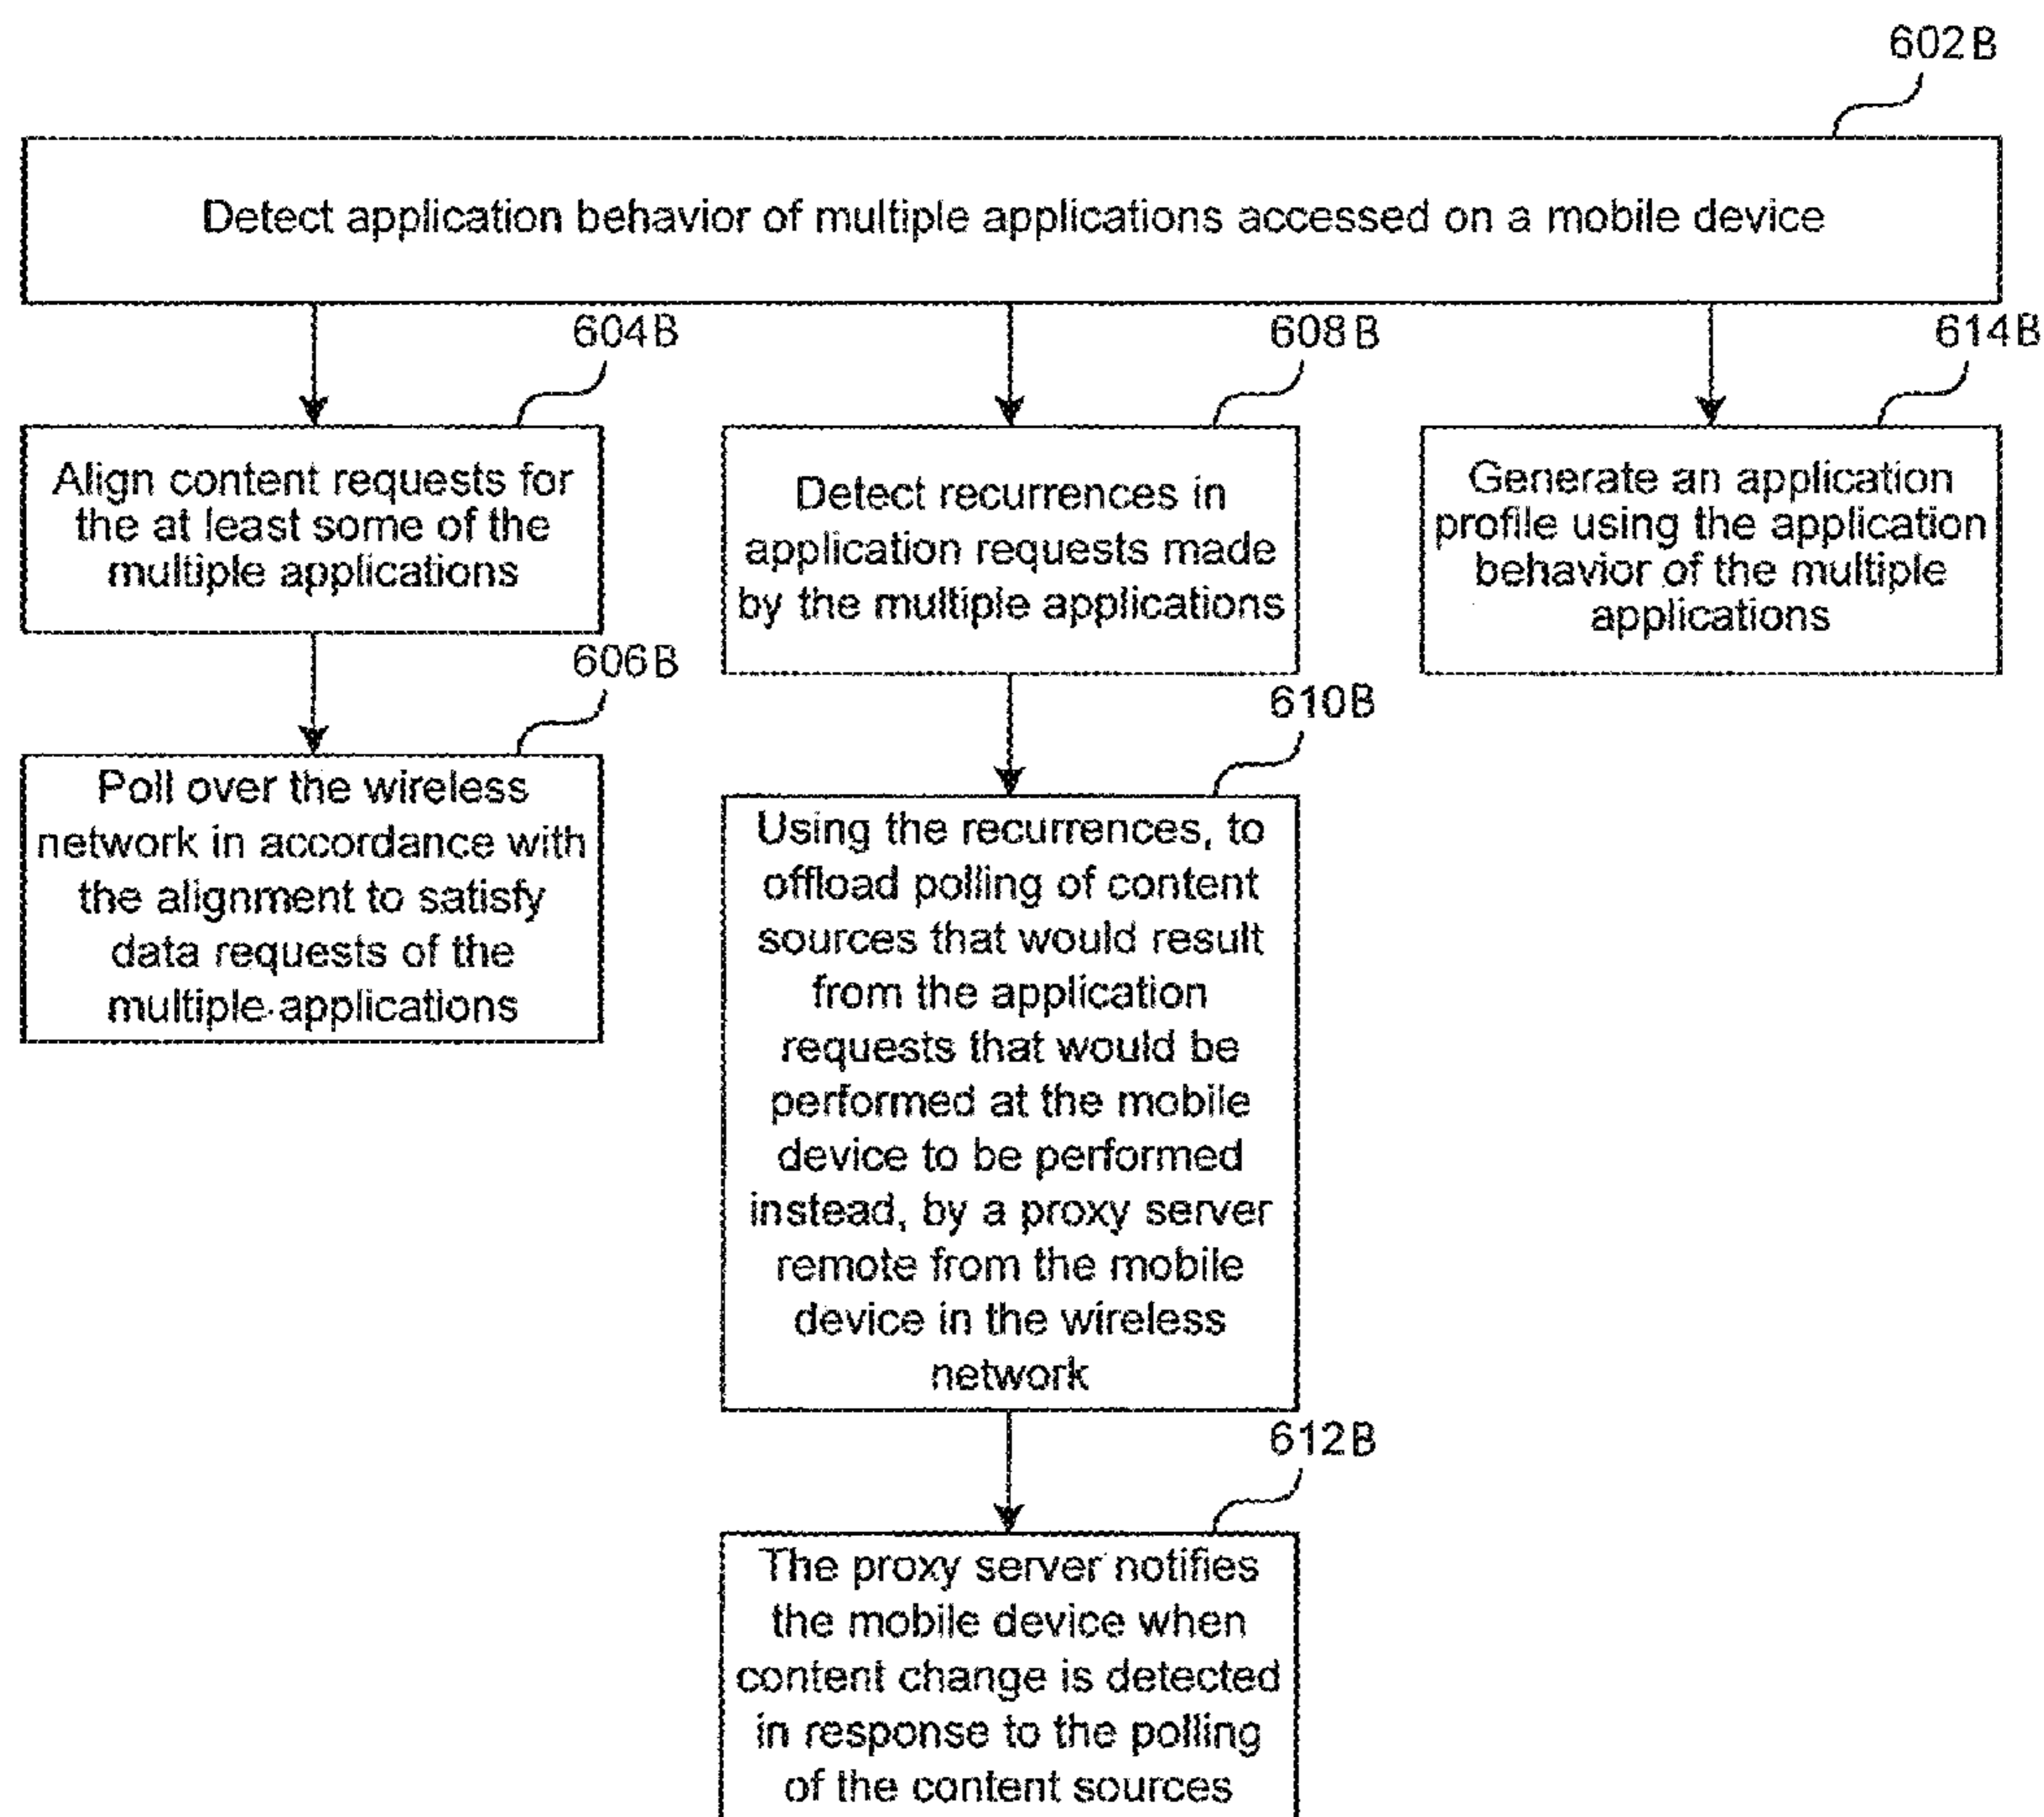 602B
Detect application behavior of multiple applications accessed on a mobile device
604B
608B
614B
Align content requests for
the at least some of the
multiple applications
Detect recurrences in
application requests made
by the multiple applications
Generate an application
profile using the application
behavior of the multiple
applications
606B
610B
Poll over the wireless
network in accordance with
the alignment to satisfy
data requests of the
multiple applications
Using the recurrences, to
offload polling of content
sources that would result
from the application
requests that would be
performed at the mobile
device to be performed
instead, by a proxy server
remote from the mobile
device in the wireless
network
612B
The proxy server notifies
the mobile device when
content change is detected
in response to the polling
of the content sources